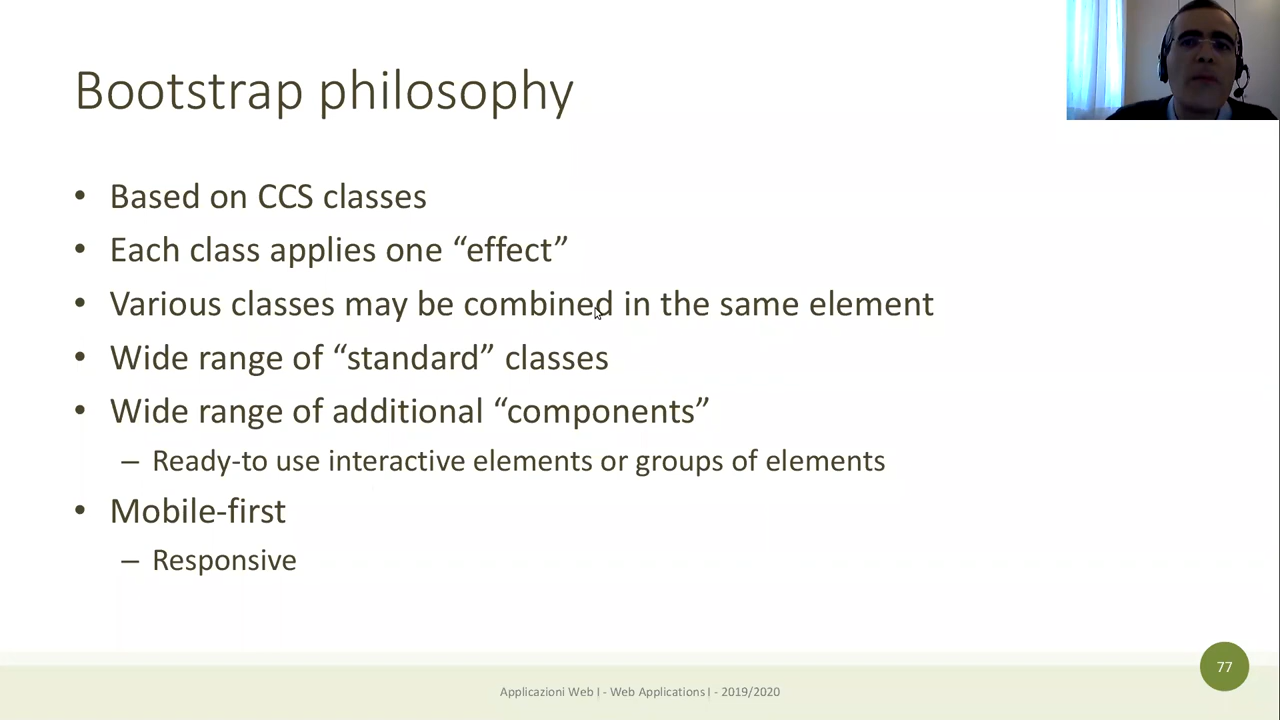 Bootstrap philosophy
• Based on CCS classes
• Each class applies one “effect”
• Various classes may be combined in the same element
• Wide range of “standard” classes
• Wide range of additional “components”
– Ready-to use interactive elements or groups of elements
• Mobile-first
– Responsive
77
Applicazioni Web I - Web Applications I - 2019/2020